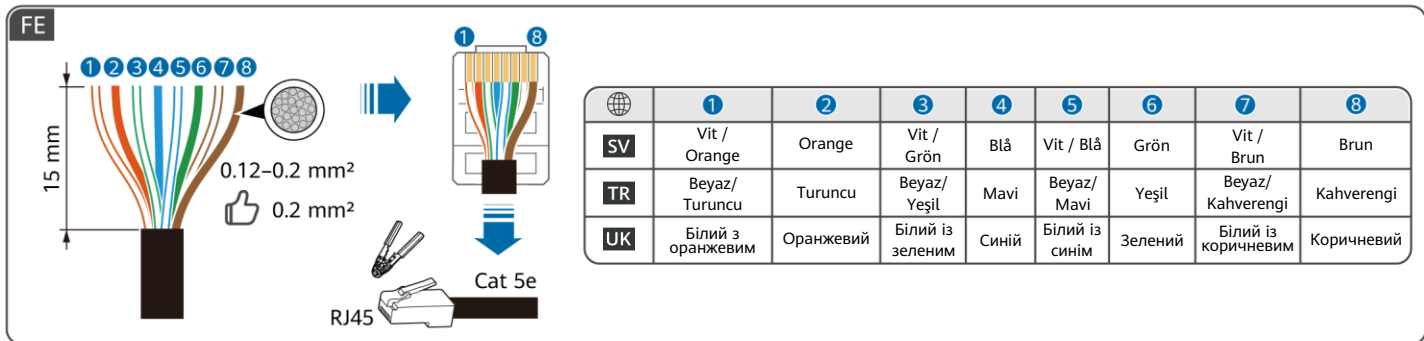 FE
1 2 3 4 5 6 7 8
15 mm
0.12–0.2 mm²
0.2 mm²
1 8
Cat 5e
RJ45
1 2 3 4 5 6 7 8
SV Vit / Orange Orange Vit / Grön Blå Vit / Blå Grön Vit / Brun Brun
TR Beyaz/ Turuncu Turuncu Beyaz/ Yeşil Mavi Beyaz/ Mavi Yeşil Beyaz/ Kahverengi Kahverengi
UK Білий з оранжевим Оранжевий Білий із зеленим Синій Білий із синім Зелений Білий із коричневим Коричневий